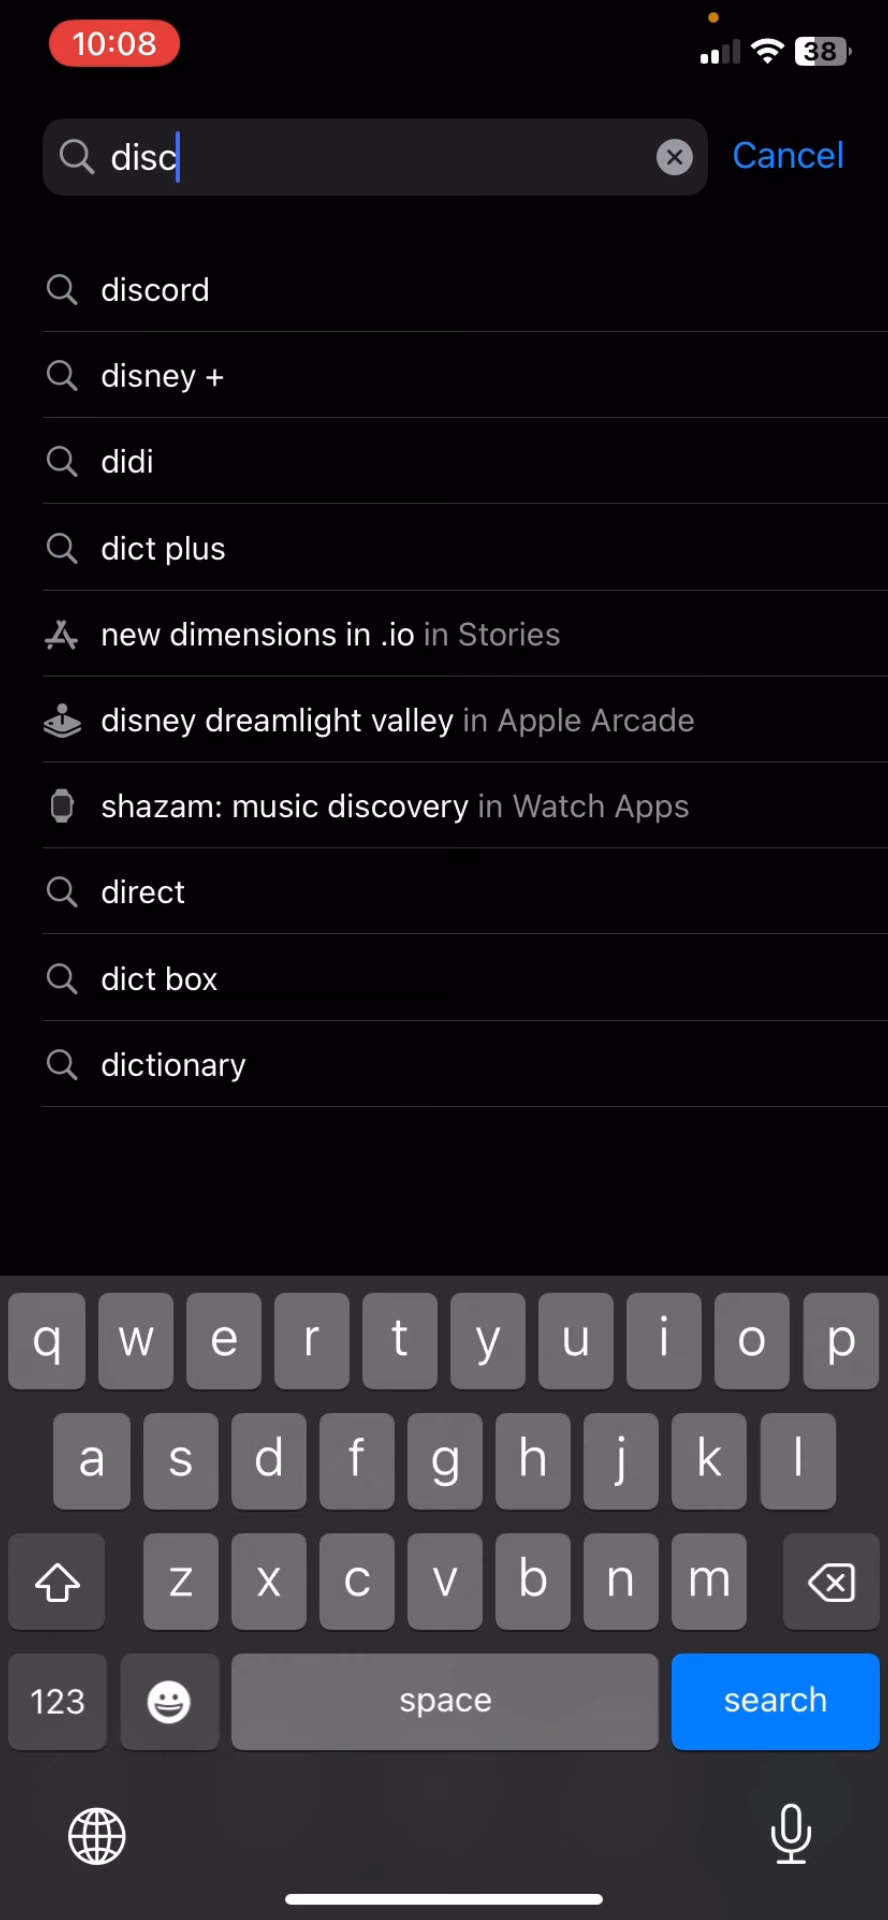 10:08
38
disc
Cancel
discord
disney +
didi
dict plus
new dimensions in .io in Stories
disney dreamlight valley in Apple Arcade
shazam: music discovery in Watch Apps
direct
dict box
dictionary
q w e r t y u i o p
a s d f g h j k l
z x c v b n m
123 space search